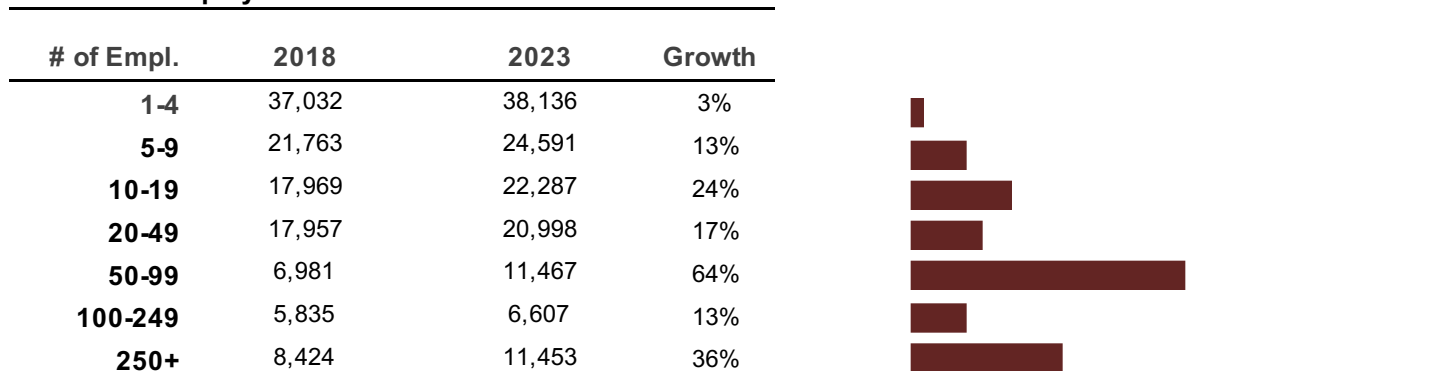 # of Empl. 2018 2023 Growth
1-4 37,032 38,136 3%
5-9 21,763 24,591 13%
10-19 17,969 22,287 24%
20-49 17,957 20,998 17%
50-99 6,981 11,467 64%
100-249 5,835 6,607 13%
250+ 8,424 11,453 36%